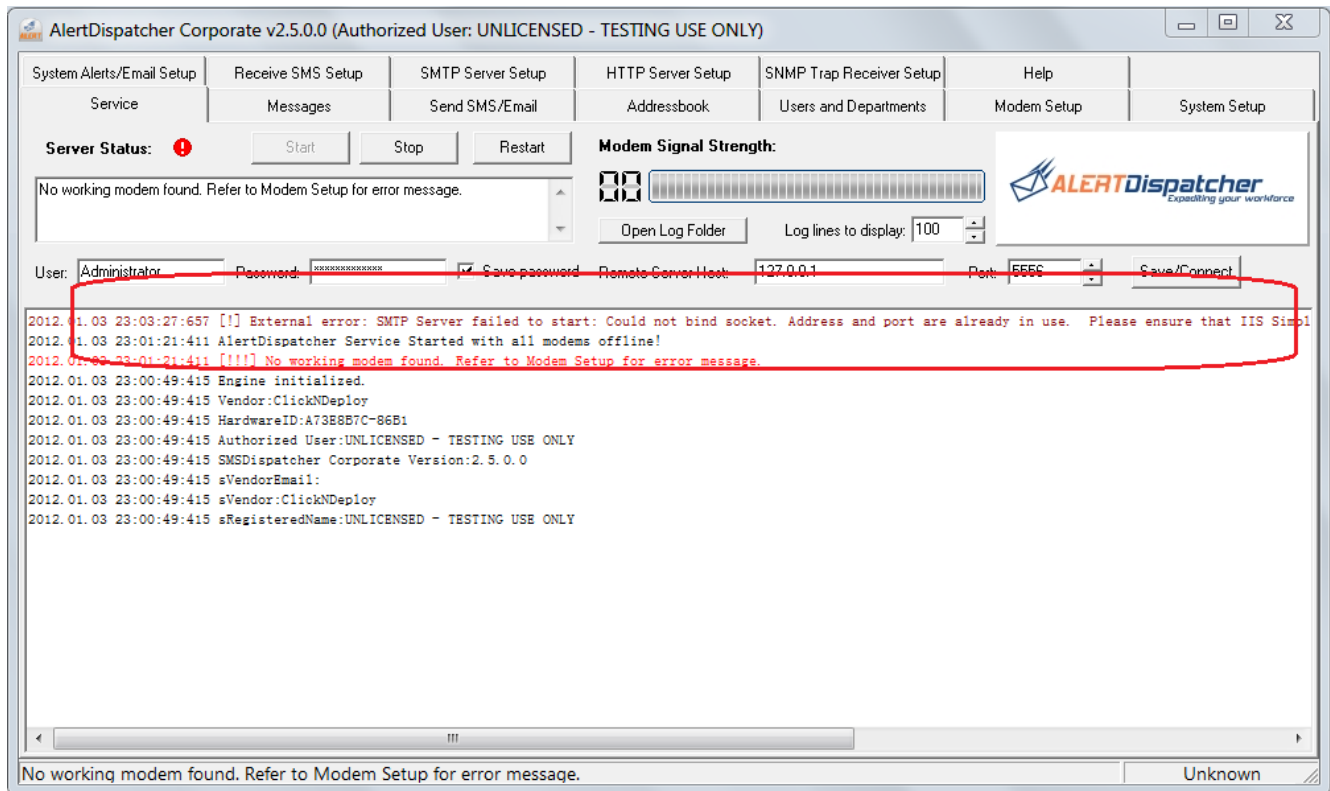 AlertDispatcher Corporate v2.5.0.0 (Authorized User: UNLICENSED - TESTING USE ONLY)
System Alerts/Email Setup Receive SMS Setup SMTP Server Setup HTTP Server Setup SNMP Trap Receiver Setup Help
Service Messages Send SMS/Email Addressbook Users and Departments Modem Setup System Setup
Server Status: Start Stop Restart Modem Signal Strength:
No working modem found. Refer to Modem Setup for error message.
ALERTDispatcher
Expediting your workforce
Open Log Folder Log lines to display: 100
User: Administrator Password: xxxxxxxxxxxxx Save password Remote Server Host: 127.0.0.1 Port: 5556 Save/Connect
2012.01.03 23:03:27:657 [!] External error: SMTP Server failed to start: Could not bind socket. Address and port are already in use. Please ensure that IIS Simpl
2012.01.03 23:01:21:411 AlertDispatcher Service Started with all modems offline!
2012.01.03 23:01:21:411 [!!!] No working modem found. Refer to Modem Setup for error message.
2012.01.03 23:00:49:415 Engine initialized.
2012.01.03 23:00:49:415 Vendor:ClickNDeploy
2012.01.03 23:00:49:415 HardwareID:A73E8B7C-86B1
2012.01.03 23:00:49:415 Authorized User:UNLICENSED - TESTING USE ONLY
2012.01.03 23:00:49:415 SMSDispatcher Corporate Version:2.5.0.0
2012.01.03 23:00:49:415 sVendorEmail:
2012.01.03 23:00:49:415 sVendor:ClickNDeploy
2012.01.03 23:00:49:415 sRegisteredName:UNLICENSED - TESTING USE ONLY
No working modem found. Refer to Modem Setup for error message. Unknown